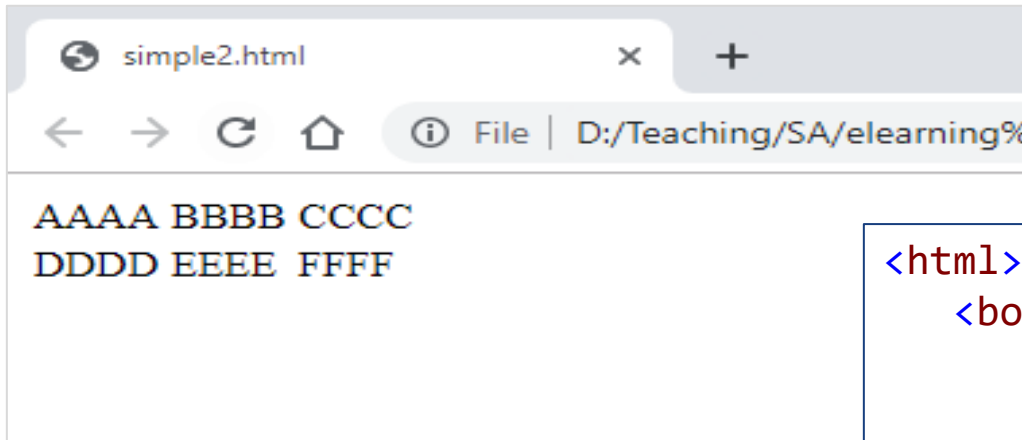 simple2.html
File | D:/Teaching/SA/elearning%
AAAA BBBB CCCC
DDDD EEEE  FFFF
<html>
<bo